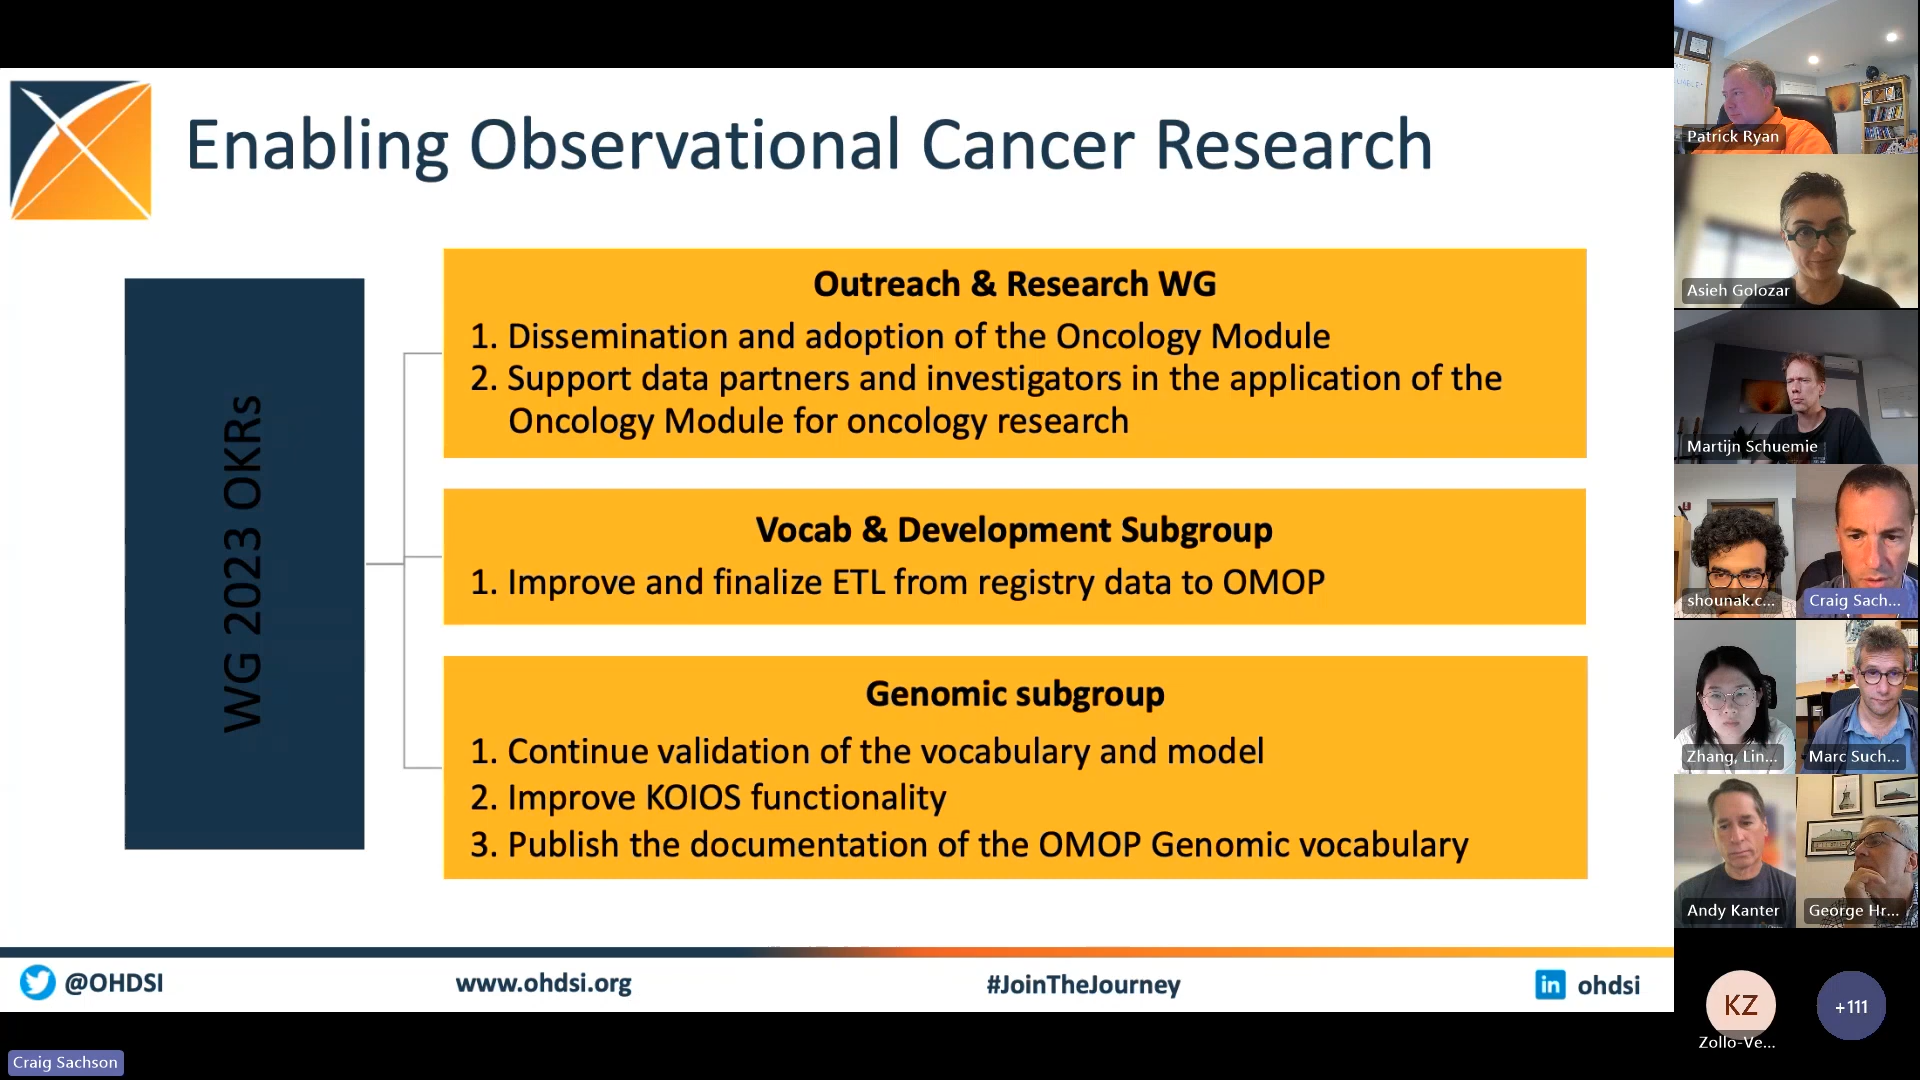 Enabling Observational Cancer Research
WG 2023 OKRs
Outreach & Research WG
1. Dissemination and adoption of the Oncology Module
2. Support data partners and investigators in the application of the
Oncology Module for oncology research
Vocab & Development Subgroup
1. Improve and finalize ETL from registry data to OMOP
Genomic subgroup
1. Continue validation of the vocabulary and model
2. Improve KOIOS functionality
3. Publish the documentation of the OMOP Genomic vocabulary
@OHDSI
www.ohdsi.org
#JoinTheJourney
in ohdsi
Craig Sachson
Patrick Ryan
Asieh Golozar
Martijn Schuemie
shounak.c...
Craig Sach...
Zhang, Lin...
Marc Such...
Andy Kanter
George Hr...
KZ
Zollo-Ve...
+111